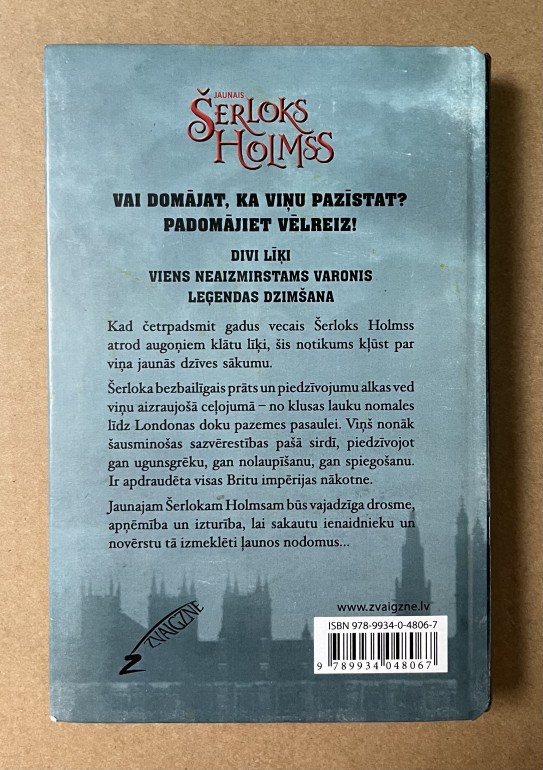 JAUNAIS
ŠERLOKS
HOLMSS
VAI DOMĀJAT, KA VIŅU PAZĪSTAT?
PADOMĀJIET VĒLREIZ!
DIVI LĪĶI
VIENS NEAIZMIRSTAMS VARONIS
LEĢENDAS DZIMŠANA
Kad četrpadsmit gadus vecais Šerloks Holmss
atrod augoņiem klātu līķi, šis notikums kļūst par
viņa jaunās dzīves sākumu.
Šerloka bezbailīgais prāts un piedzīvojumu alkas ved
viņu aizraujošā ceļojumā – no klusas lauku nomales
līdz Londonas doku pazemes pasaulei. Viņš nonāk
šausminošas sazvērestības pašā sirdī, piedzīvojot
gan ugunsgrēku, gan nolaupīšanu, gan spiegošanu.
Ir apdraudēta visas Britu impērijas nākotne.
Jaunajam Šerlokam Holmsam būs vajadzīga drosme,
apņēmība un izturība, lai sakautu ienaidnieku un
novērstu tā izmeklēti ļaunos nodomus...
ZVAIGZNE
www.zvaigzne.lv
ISBN 978-9934-0-4806-7
9 789934 048067